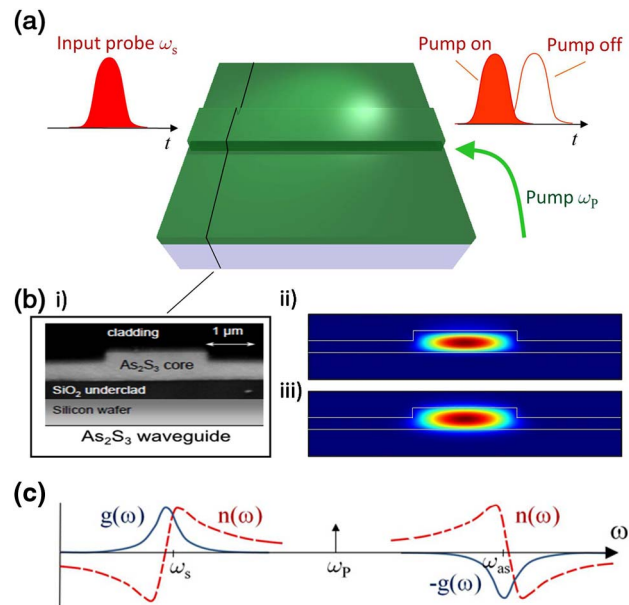 (a)
Input probe ωs
t
Pump on
Pump off
t
Pump ωP
(b) i)
cladding
1 μm
As2S3 core
SiO2 underclad
Silicon wafer
As2S3 waveguide
ii)
iii)
(c)
g(ω)
n(ω)
ωs
ωP
ωas
-g(ω)
n(ω)
ω